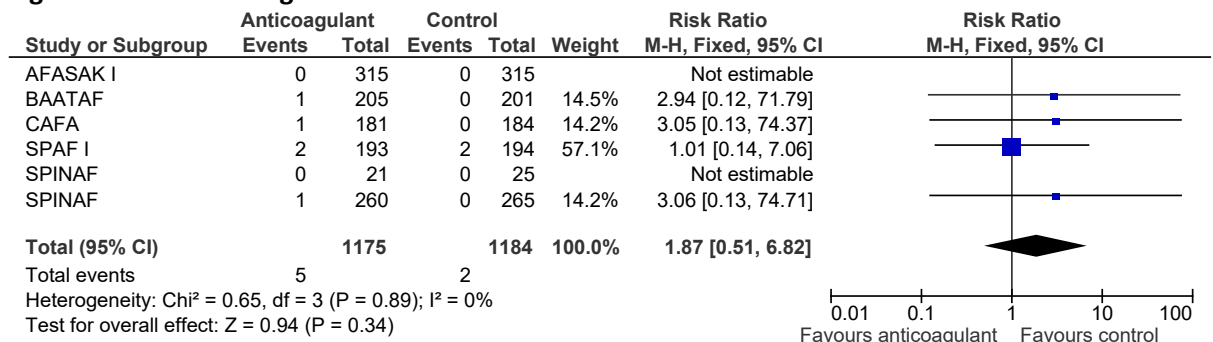 Anticoagulant Control Risk Ratio Risk Ratio
Study or Subgroup Events Total Events Total Weight M-H, Fixed, 95% CI M-H, Fixed, 95% CI
AFASAK I 0 315 0 315 Not estimable
BAATAF 1 205 0 201 14.5% 2.94 [0.12, 71.79]
CAFA 1 181 0 184 14.2% 3.05 [0.13, 74.37]
SPAF I 2 193 2 194 57.1% 1.01 [0.14, 7.06]
SPINAF 0 21 0 25 Not estimable
SPINAF 1 260 0 265 14.2% 3.06 [0.13, 74.71]
Total (95% CI) 1175 1184 100.0% 1.87 [0.51, 6.82]
Total events 5 2
Heterogeneity: Chi² = 0.65, df = 3 (P = 0.89); I² = 0%
Test for overall effect: Z = 0.94 (P = 0.34)
0.01 0.1 1 10 100
Favours anticoagulant Favours control